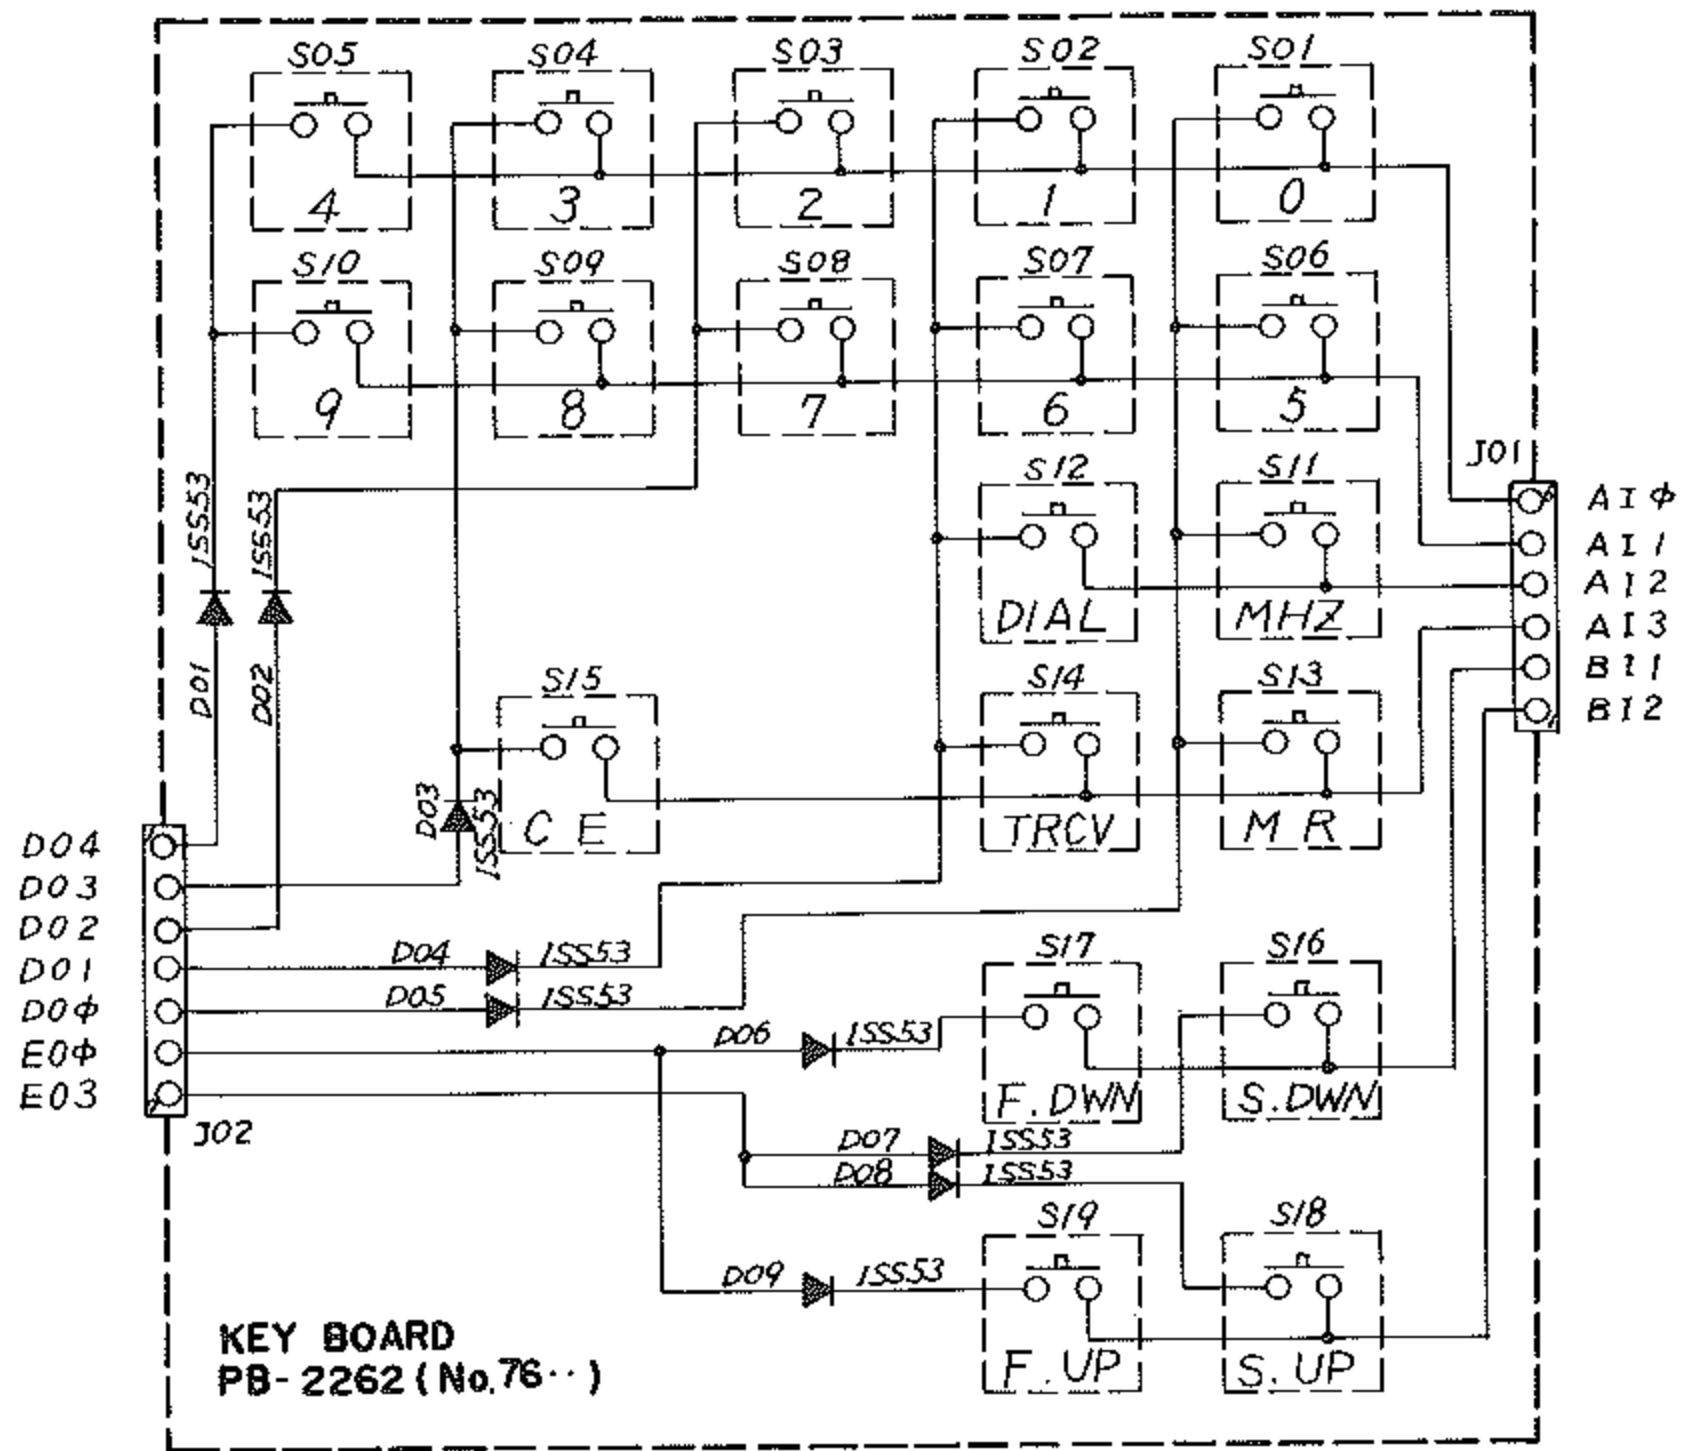 S05 S04 S03 S02 S01
4 3 2 1 0
S10 S09 S08 S07 S06
9 8 7 6 5
J01
S12 S11
AIΦ
AI1
AI2
AI3
BI1
BI2
1SS53 1SS53
DIAL MHZ
D01 D02
S15 S14 S13
D03 1SS53
C E TRCV M R
D04
D03
D02
D01
D0Φ
E0Φ
E03
J02
D04 1SS53
D05 1SS53
S17 S16
D06 1SS53
F.DWN S.DWN
D07 1SS53
D08 1SS53
S19 S18
D09 1SS53
F.UP S.UP
KEY BOARD
PB-2262 (No.76··)